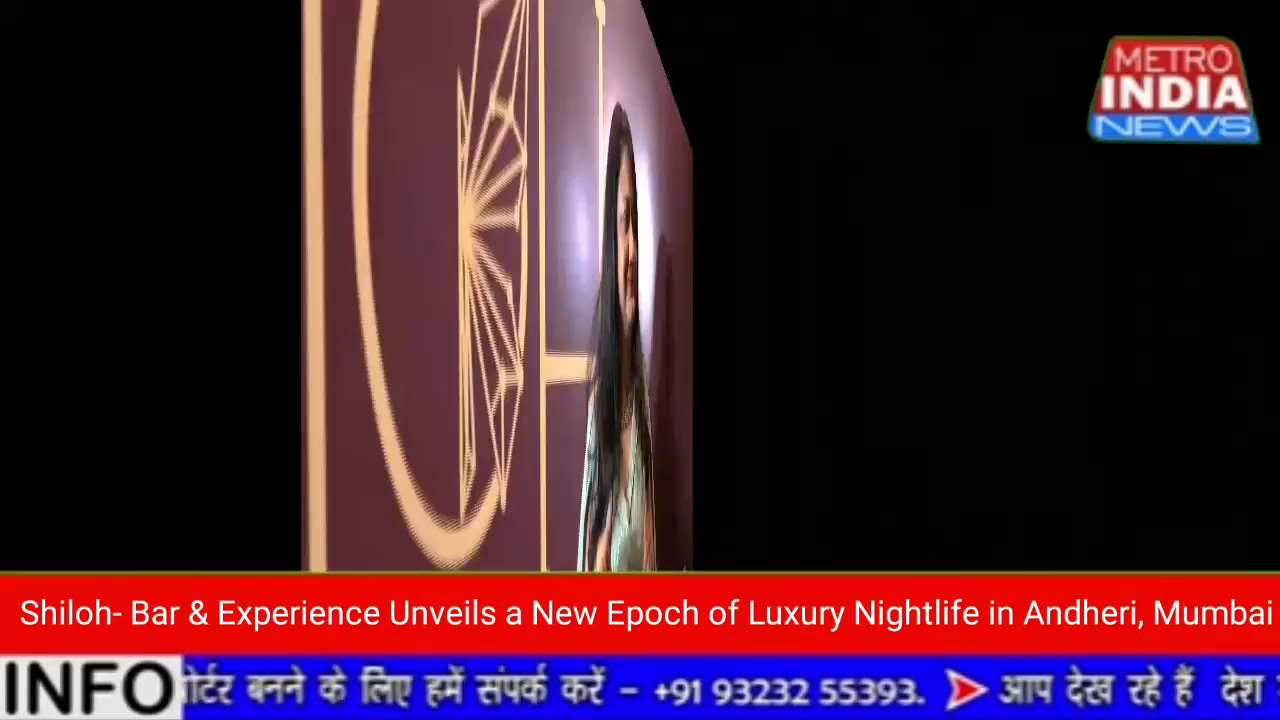 METRO
INDIA
NEWS
Shiloh- Bar & Experience Unveils a New Epoch of Luxury Nightlife in Andheri, Mumbai
INFO
बनने के लिए हमें संपर्क करें - +91 93232 55393. आप देख रहे हैं देश